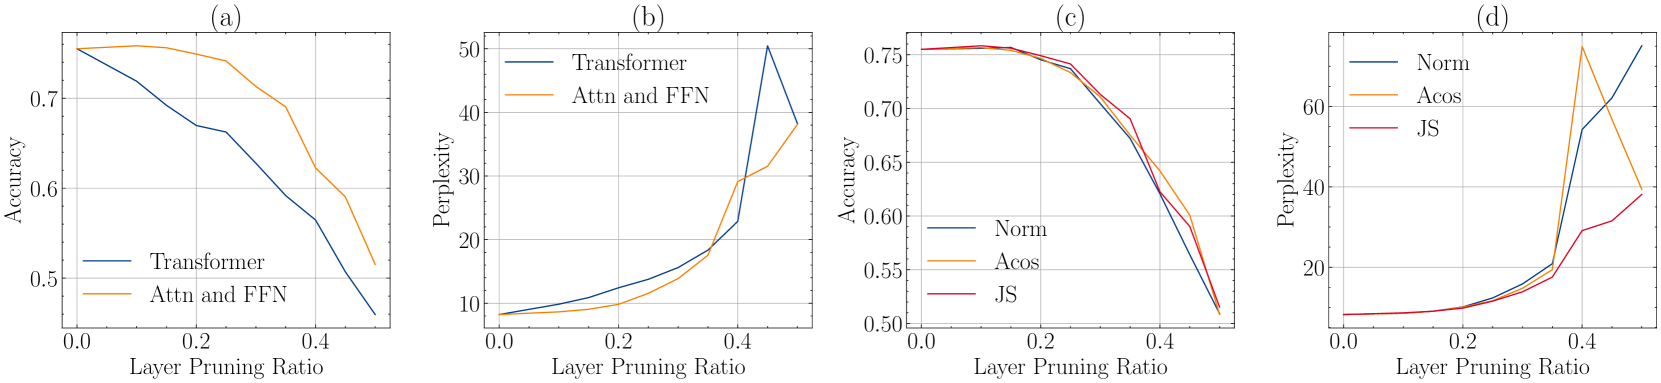 (a)
Accuracy
0.7
0.6
0.5
Transformer
Attn and FFN
0.0 0.2 0.4
Layer Pruning Ratio
(b)
Perplexity
50
40
30
20
10
Transformer
Attn and FFN
0.0 0.2 0.4
Layer Pruning Ratio
(c)
Accuracy
0.75
0.70
0.65
0.60
0.55
0.50
Norm
Acos
JS
0.0 0.2 0.4
Layer Pruning Ratio
(d)
Perplexity
60
40
20
Norm
Acos
JS
0.0 0.2 0.4
Layer Pruning Ratio